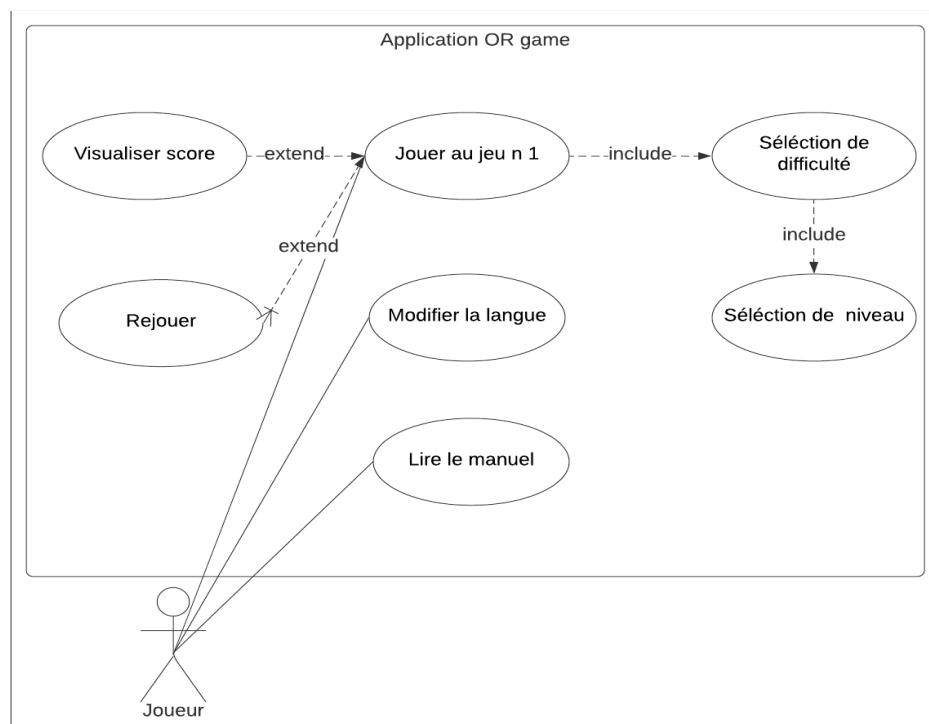 Application OR game
Visualiser score
extend
Jouer au jeu n 1
include
Séléction de
difficulté
extend
include
Rejouer
Modifier la langue
Séléction de  niveau
Lire le manuel
Joueur